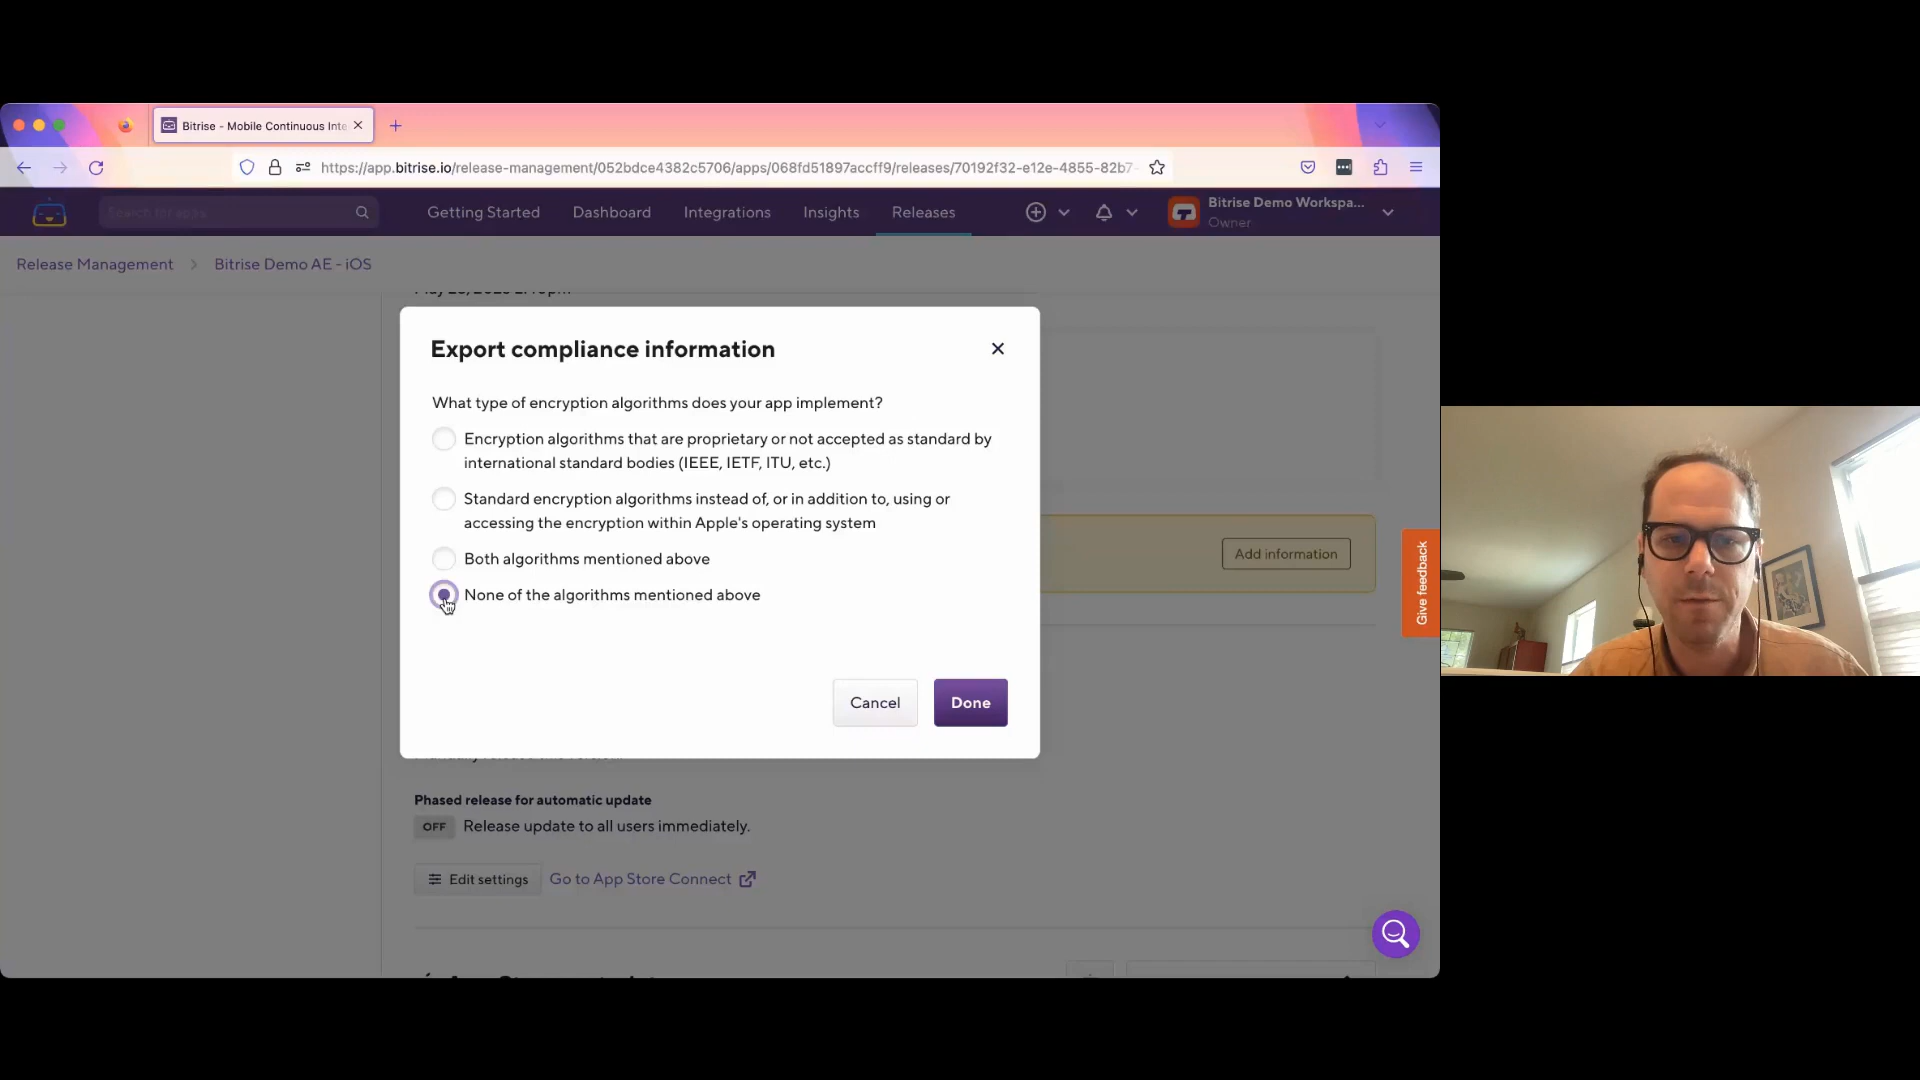 Bitrise - Mobile Continuous Inte
https://app.bitrise.io/release-management/052bdce4382c5706/apps/068fd51897accff9/releases/70192f32-e12e-4855-82b7-
Search for apps
Getting Started
Dashboard
Integrations
Insights
Releases
Bitrise Demo Workspa...
Owner
Release Management
Bitrise Demo AE - iOS
Export compliance information
What type of encryption algorithms does your app implement?
Encryption algorithms that are proprietary or not accepted as standard by
international standard bodies (IEEE, IETF, ITU, etc.)
Standard encryption algorithms instead of, or in addition to, using or
accessing the encryption within Apple's operating system
Both algorithms mentioned above
None of the algorithms mentioned above
Cancel
Done
Add information
Give feedback
Phased release for automatic update
OFF
Release update to all users immediately.
Edit settings
Go to App Store Connect